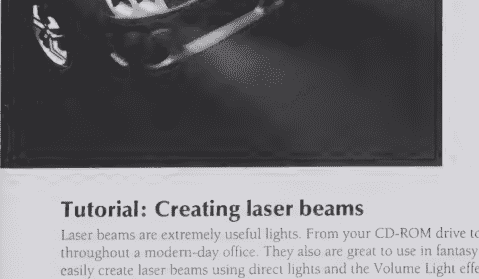 Tutorial: Creating laser beams
Laser beams are extremely useful lights. From your CD-ROM drive to
throughout a modern-day office. They also are great to use in fantasy
easily create laser beams using direct lights and the Volume Light effe